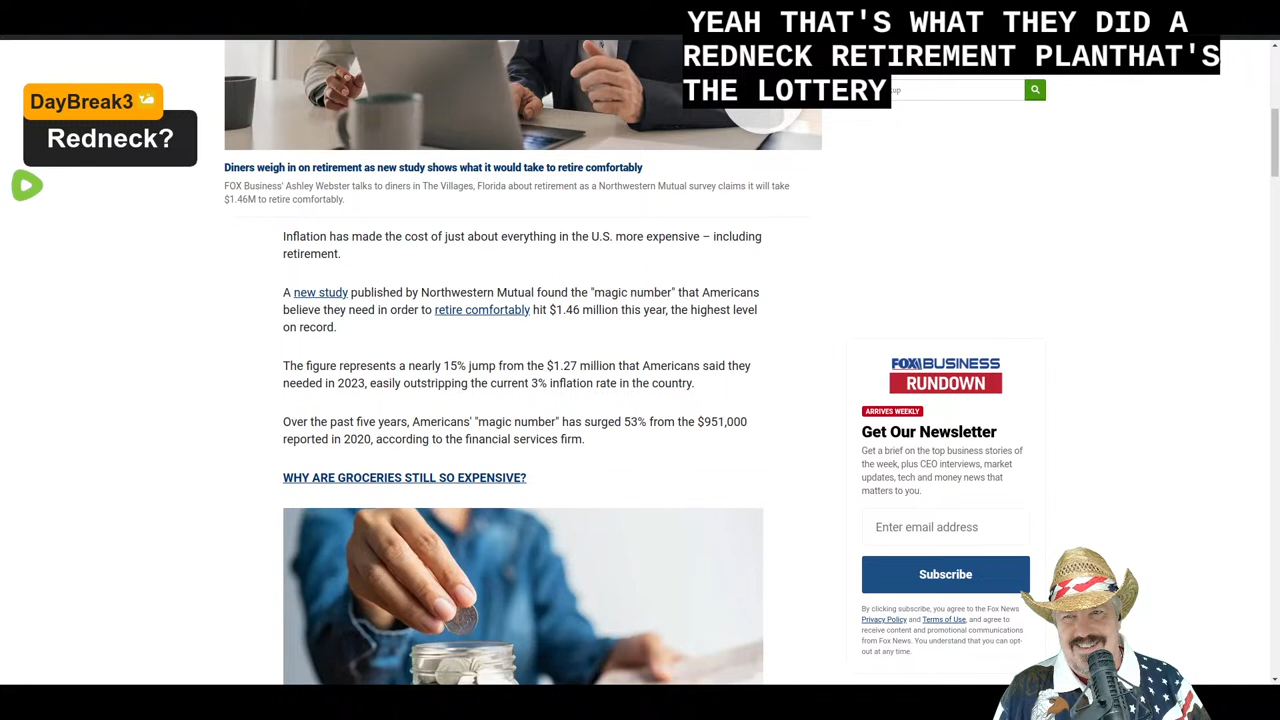 YEAH THAT'S WHAT THEY DID A
REDNECK RETIREMENT PLANTHAT'S
THE LOTTERY
DayBreak3
Redneck?
Diners weigh in on retirement as new study shows what it would take to retire comfortably
FOX Business' Ashley Webster talks to diners in The Villages, Florida about retirement as a Northwestern Mutual survey claims it will take
$1.46M to retire comfortably.
Inflation has made the cost of just about everything in the U.S. more expensive – including
retirement.
A new study published by Northwestern Mutual found the "magic number" that Americans
believe they need in order to retire comfortably hit $1.46 million this year, the highest level
on record.
The figure represents a nearly 15% jump from the $1.27 million that Americans said they
needed in 2023, easily outstripping the current 3% inflation rate in the country.
Over the past five years, Americans' "magic number" has surged 53% from the $951,000
reported in 2020, according to the financial services firm.
WHY ARE GROCERIES STILL SO EXPENSIVE?
FOX BUSINESS
RUNDOWN
ARRIVES WEEKLY
Get Our Newsletter
Get a brief on the top business stories of
the week, plus CEO interviews, market
updates, tech and money news that
matters to you.
Enter email address
Subscribe
By clicking subscribe, you agree to the Fox News
Privacy Policy and Terms of Use, and agree to
receive content and promotional communications
from Fox News. You understand that you can opt-
out at any time.